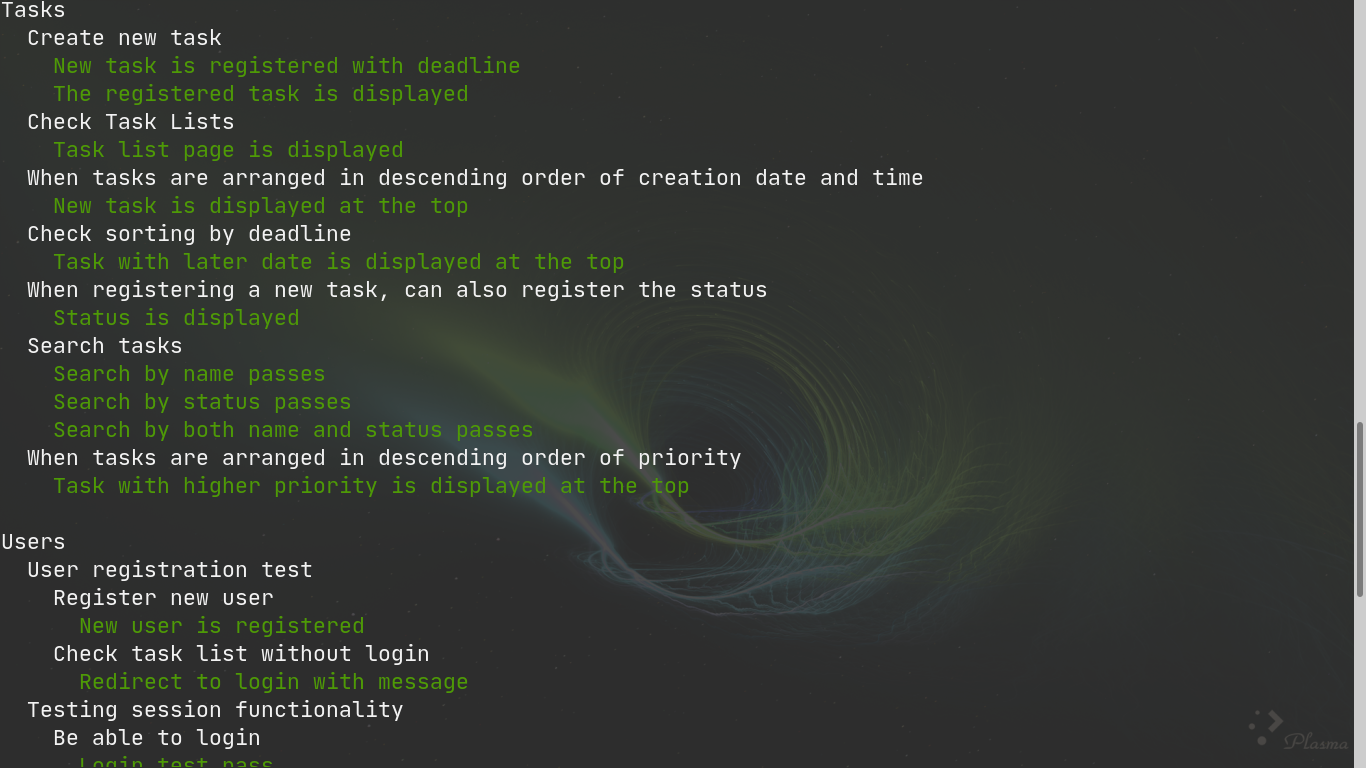 Tasks
Create new task
New task is registered with deadline
The registered task is displayed
Check Task Lists
Task list page is displayed
When tasks are arranged in descending order of creation date and time
New task is displayed at the top
Check sorting by deadline
Task with later date is displayed at the top
When registering a new task, can also register the status
Status is displayed
Search tasks
Search by name passes
Search by status passes
Search by both name and status passes
When tasks are arranged in descending order of priority
Task with higher priority is displayed at the top
Users
User registration test
Register new user
New user is registered
Check task list without login
Redirect to login with message
Testing session functionality
Be able to login
Login test pass
Plasma